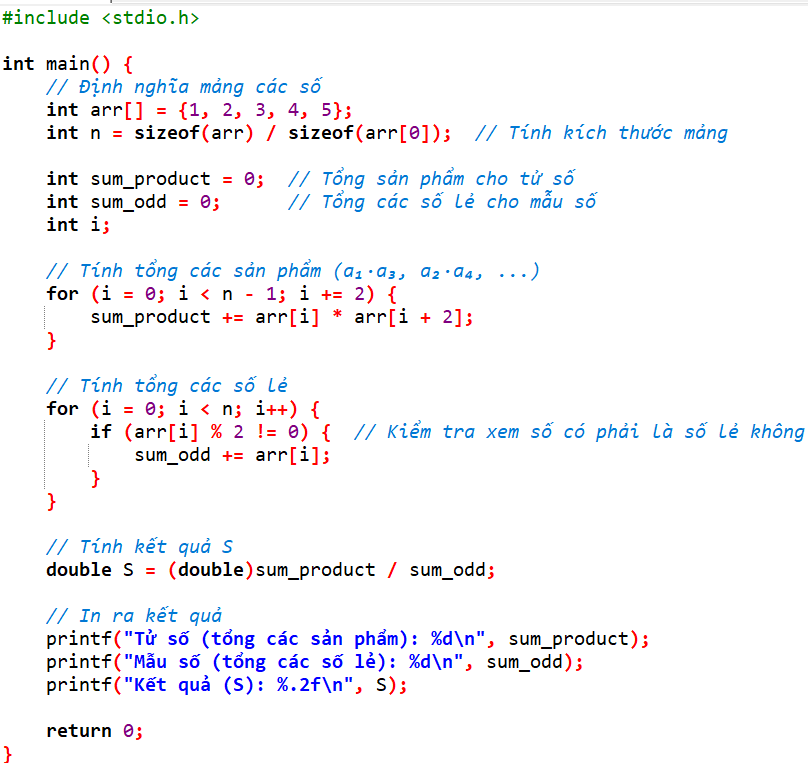 #include <stdio.h>

int main() {
    // Định nghĩa mảng các số
    int arr[] = {1, 2, 3, 4, 5};
    int n = sizeof(arr) / sizeof(arr[0]);  // Tính kích thước mảng

    int sum_product = 0;  // Tổng sản phẩm cho tử số
    int sum_odd = 0;      // Tổng các số lẻ cho mẫu số
    int i;

    // Tính tổng các sản phẩm (a₁·a₃, a₂·a₄, ...)
    for (i = 0; i < n - 1; i += 2) {
        sum_product += arr[i] * arr[i + 2];
    }

    // Tính tổng các số lẻ
    for (i = 0; i < n; i++) {
        if (arr[i] % 2 != 0) {  // Kiểm tra xem số có phải là số lẻ không
            sum_odd += arr[i];
        }
    }

    // Tính kết quả S
    double S = (double)sum_product / sum_odd;

    // In ra kết quả
    printf("Tử số (tổng các sản phẩm): %d\n", sum_product);
    printf("Mẫu số (tổng các số lẻ): %d\n", sum_odd);
    printf("Kết quả (S): %.2f\n", S);

    return 0;
}